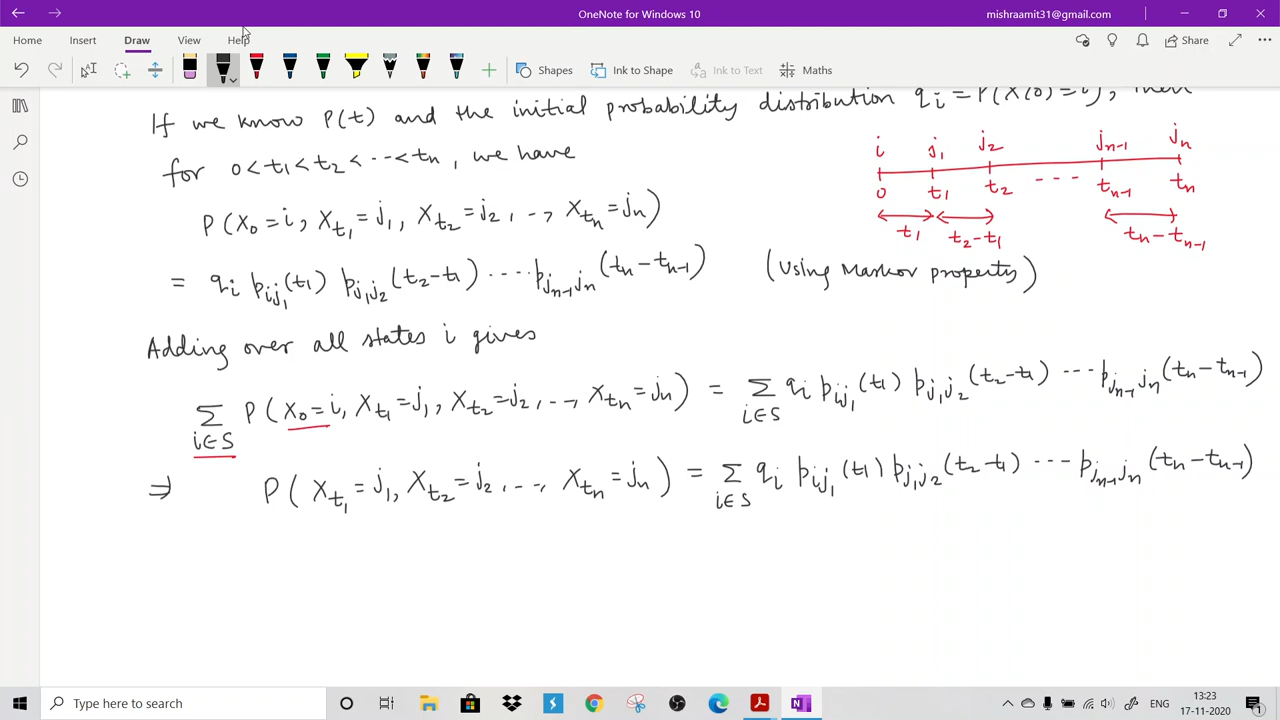 OneNote for Windows 10
mishraamit31@gmail.com
Home Insert Draw View Help
Share
Shapes Ink to Shape Ink to Text Maths
If we know P(t) and the initial probability distribution q_i = P(X(0) = i), then
for 0 < t_1 < t_2 < --- < t_n, we have
P(X_0 = i, X_{t_1} = j_1, X_{t_2} = j_2, . -, X_{t_n} = j_n)
= q_i p_{ij_1}(t_1) p_{j_1j_2}(t_2 - t_1) ---- p_{j_{n-1}j_n}(t_n - t_{n-1}) (Using Markov property)
i j_1 j_2 j_{n-1} j_n
0 t_1 t_2 --- t_{n-1} t_n
t_1 t_2 - t_1 t_n - t_{n-1}
Adding over all states i gives
∑_{i∈S} P(X_0 = i, X_{t_1} = j_1, X_{t_2} = j_2, . -, X_{t_n} = j_n) = ∑_{i∈S} q_i p_{ij_1}(t_1) p_{j_1j_2}(t_2 - t_1) --- p_{j_{n-1}j_n}(t_n - t_{n-1})
⇒ P(X_{t_1} = j_1, X_{t_2} = j_2, . -, X_{t_n} = j_n) = ∑_{i∈S} q_i p_{ij_1}(t_1) p_{j_1j_2}(t_2 - t_1) --- p_{j_{n-1}j_n}(t_n - t_{n-1})
Type here to search
ENG
13:23
17-11-2020
1